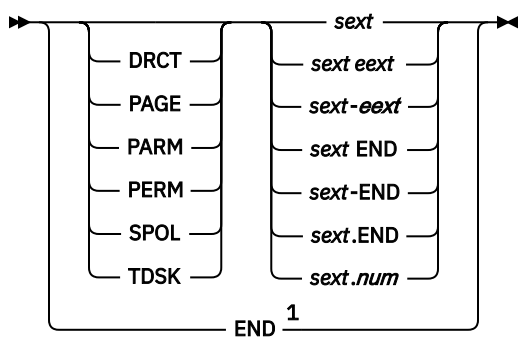 sext
DRCT sext eext
PAGE sext-eext
PARM sext END
PERM sext-END
SPOL sext.END
TDSK sext.num
END 1